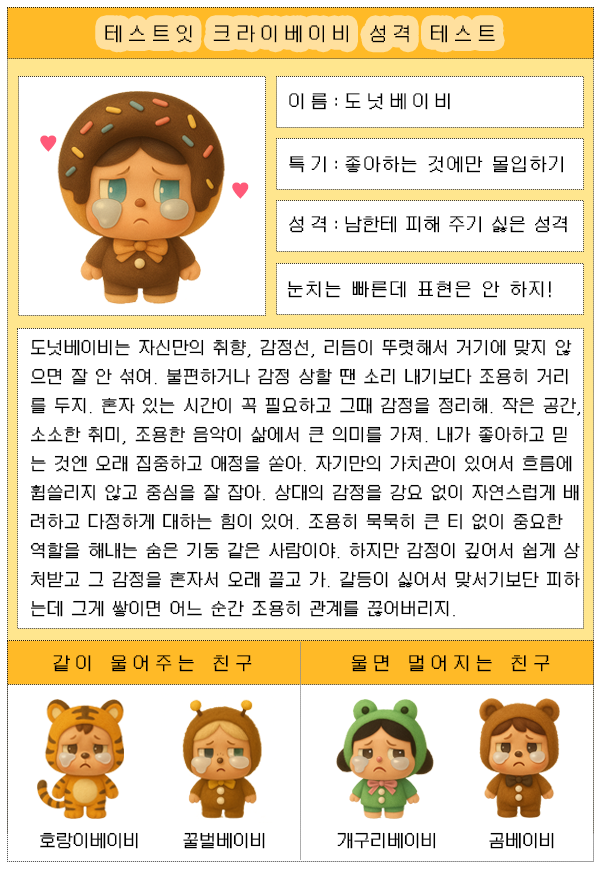 테스트잇 크라이베이비 성격 테스트
이름 : 도넛베이비
특기 : 좋아하는 것에만 몰입하기
성격 : 남한테 피해 주기 싫은 성격
눈치는 빠른데 표현은 안 하지!
도넛베이비는 자신만의 취향, 감정선, 리듬이 뚜렷해서 거기에 맞지 않
으면 잘 안 섞여. 불편하거나 감정 상할 땐 소리 내기보다 조용히 거리
를 두지. 혼자 있는 시간이 꼭 필요하고 그때 감정을 정리해. 작은 공간,
소소한 취미, 조용한 음악이 삶에서 큰 의미를 가져. 내가 좋아하고 믿
는 것엔 오래 집중하고 애정을 쏟아. 자기만의 가치관이 있어서 흐름에
휩쓸리지 않고 중심을 잘 잡아. 상대의 감정을 강요 없이 자연스럽게 배
려하고 다정하게 대하는 힘이 있어. 조용히 묵묵히 큰 티 없이 중요한
역할을 해내는 숨은 기둥 같은 사람이야. 하지만 감정이 깊어서 쉽게 상
처받고 그 감정을 혼자서 오래 끌고 가. 갈등이 싫어서 맞서기보단 피하
는데 그게 쌓이면 어느 순간 조용히 관계를 끊어버리지.
같이 울어주는 친구
울면 멀어지는 친구
호랑이베이비
꿀벌베이비
개구리베이비
곰베이비